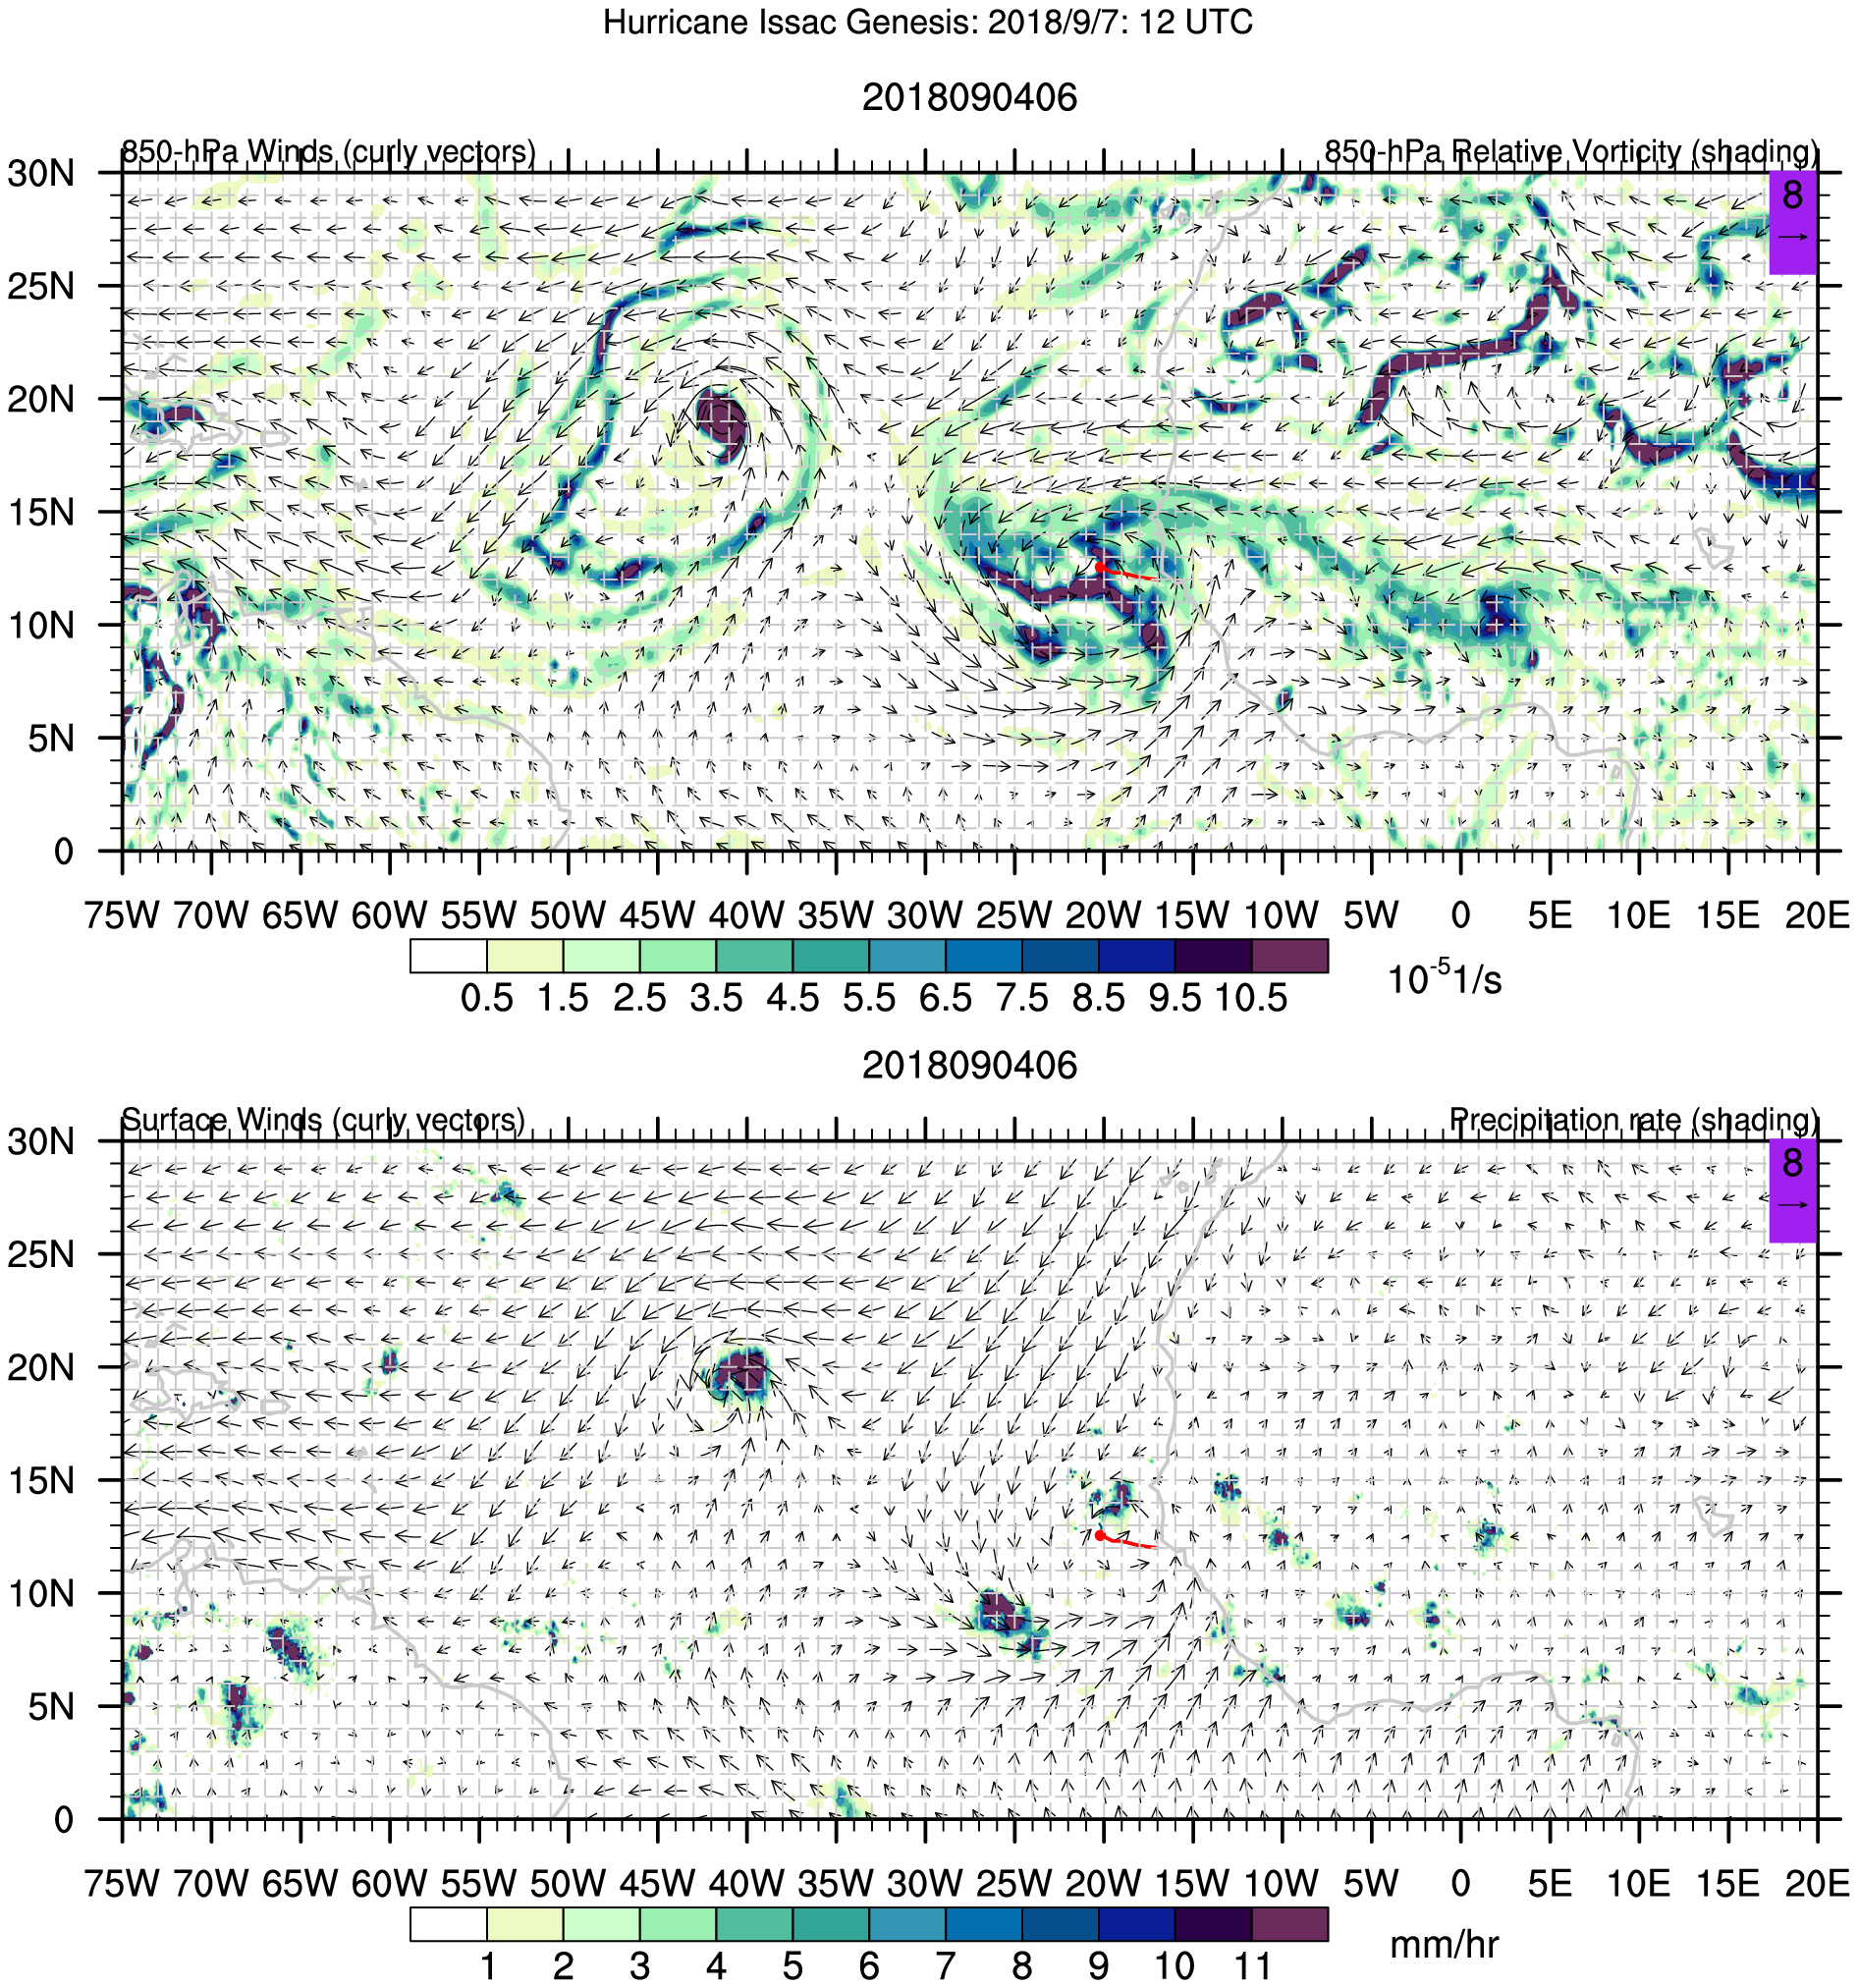 Hurricane Issac Genesis: 2018/9/7: 12 UTC
2018090406
850-hPa Winds (curly vectors) 850-hPa Relative Vorticity (shading)
30N
8
25N
20N
15N
10N
5N
0
75W 70W 65W 60W 55W 50W 45W 40W 35W 30W 25W 20W 15W 10W 5W 0 5E 10E 15E 20E
0.5 1.5 2.5 3.5 4.5 5.5 6.5 7.5 8.5 9.5 10.5
10⁻⁵1/s
2018090406
Surface Winds (curly vectors) Precipitation rate (shading)
30N
8
25N
20N
15N
10N
5N
0
75W 70W 65W 60W 55W 50W 45W 40W 35W 30W 25W 20W 15W 10W 5W 0 5E 10E 15E 20E
1 2 3 4 5 6 7 8 9 10 11
mm/hr